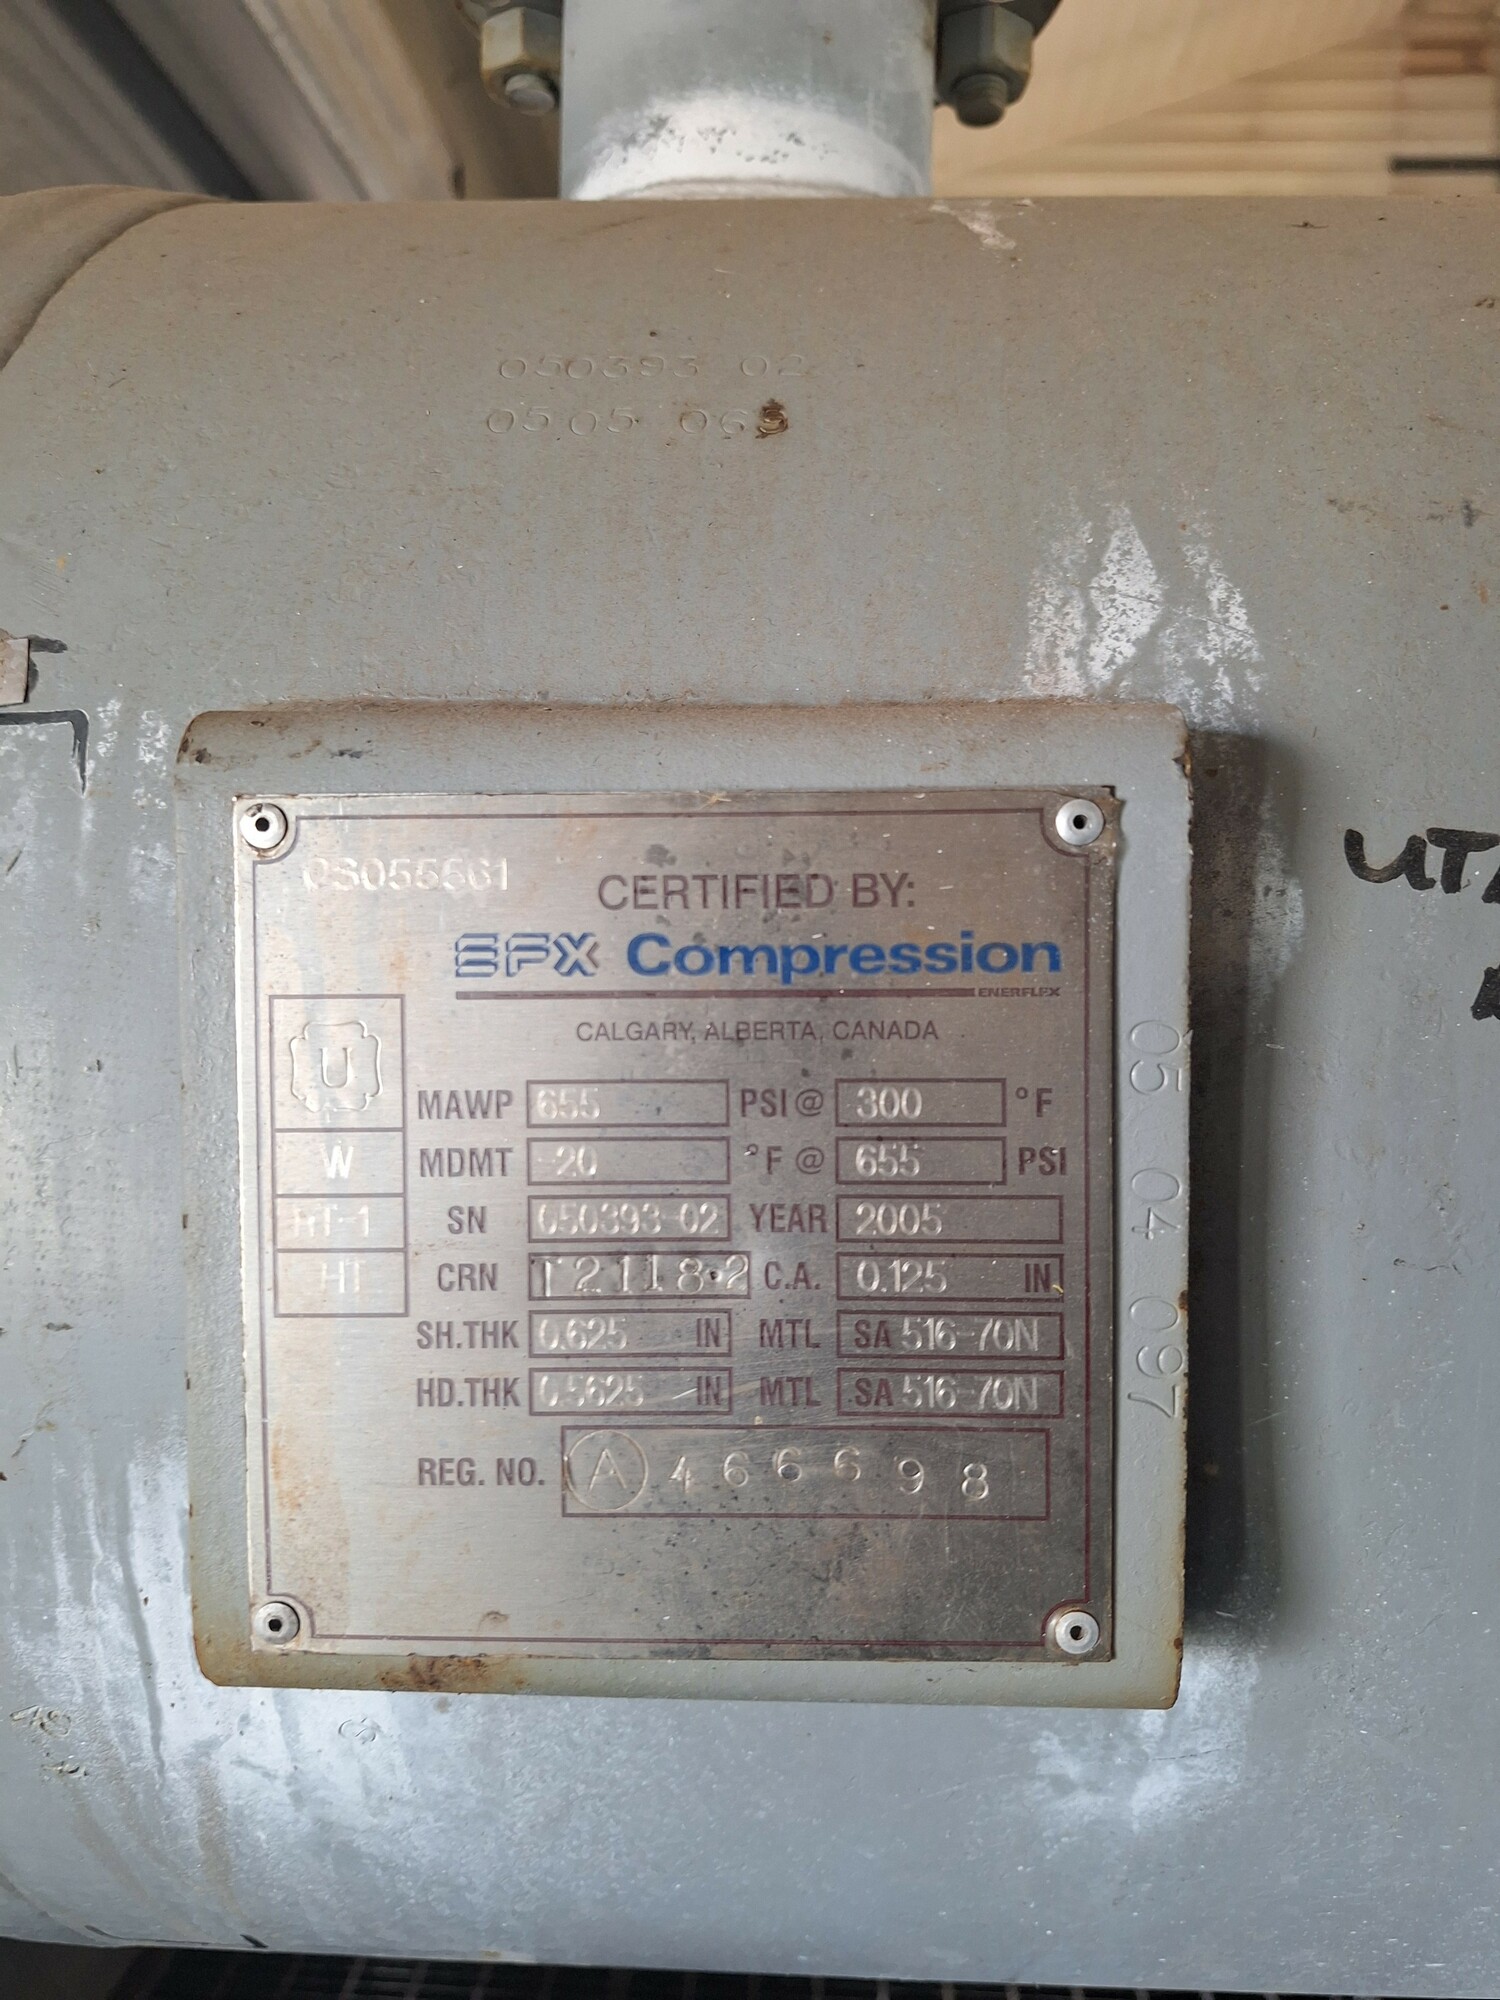 050393 02
0505 065
CS055561
CERTIFIED BY:
EFX Compression
ENERFLEX
CALGARY, ALBERTA, CANADA
U
W
RT-1
HT
MAWP 655 PSI @ 300 °F
MDMT -20 °F @ 655 PSI
SN 050393-02 YEAR 2005
CRN T2118.2 C.A. 0.125 IN
SH.THK 0.625 IN MTL SA 516-70N
HD.THK 0.5625 IN MTL SA 516-70N
REG. NO. A 466698
05 04 097
UT